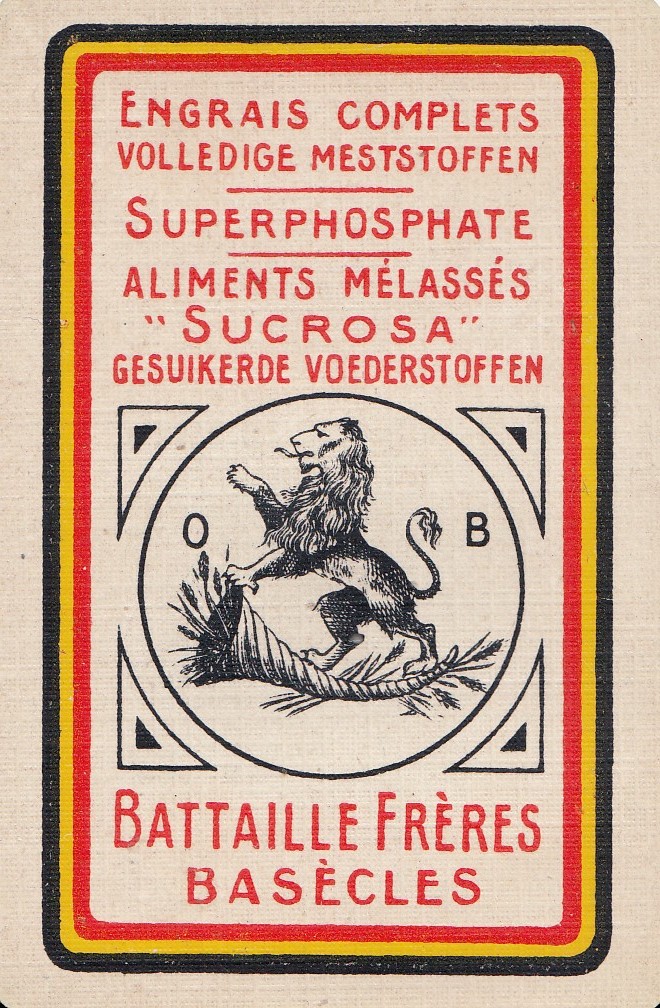 ENGRAIS COMPLETS
VOLLEDIGE MESTSTOFFEN
SUPERPHOSPHATE
ALIMENTS MÉLASSÉS
"SUCROSA"
GESUIKERDE VOEDERSTOFFEN
O B
BATTAILLE FRÈRES
BASÈCLES